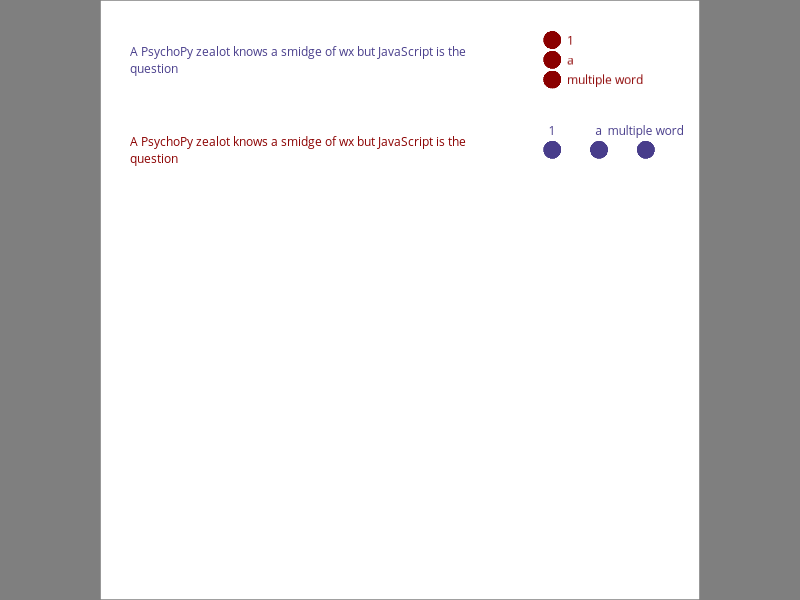 A PsychoPy zealot knows a smidge of wx but JavaScript is the
question
1
a
multiple word
A PsychoPy zealot knows a smidge of wx but JavaScript is the
question
1 a multiple word